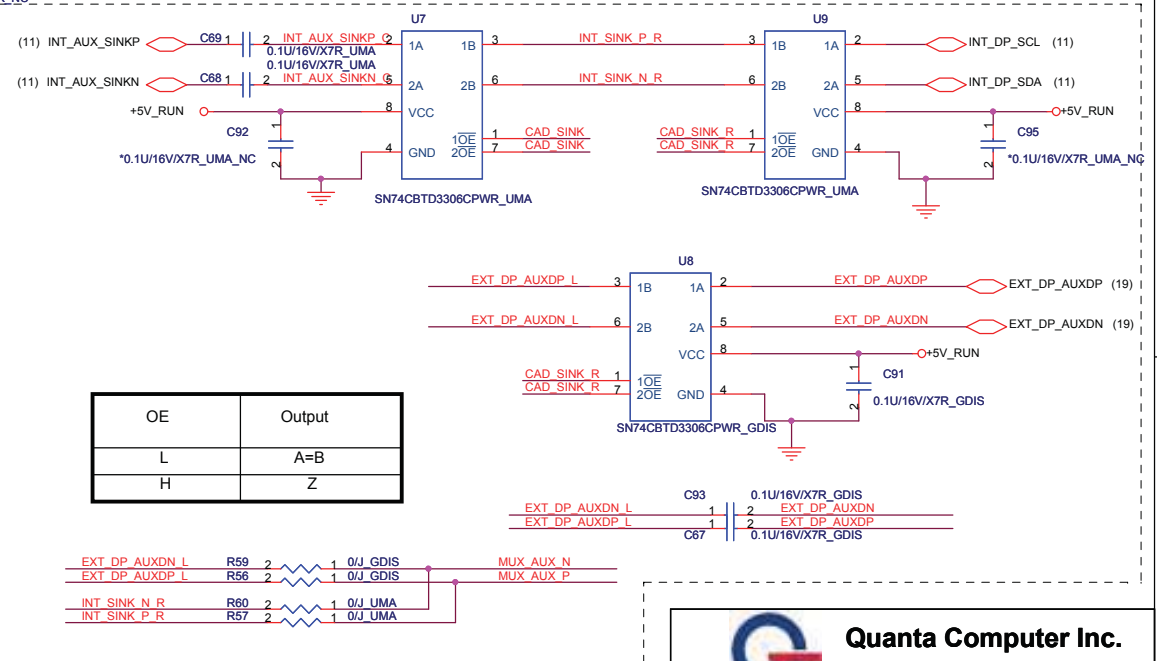 U7
U9
(11) INT_AUX_SINKP C69 1 2 INT_AUX_SINKP_C 2 1A 1B 3 INT_SINK_P_R 3 1B 1A 2 INT_DP_SCL (11)
0.1U/16V/X7R_UMA
0.1U/16V/X7R_UMA
(11) INT_AUX_SINKN C68 1 2 INT_AUX_SINKN_C 5 2A 2B 6 INT_SINK_N_R 6 2B 2A 5 INT_DP_SDA (11)
+5V_RUN 8 VCC VCC 8 +5V_RUN
C92 1 1 CAD_SINK CAD_SINK_R 1 1 C95
1OE 1OE
*0.1U/16V/X7R_UMA_NC 2 4 GND 2OE 7 CAD_SINK CAD_SINK_R 7 2OE GND 4 2 *0.1U/16V/X7R_UMA_NC
SN74CBTD3306CPWR_UMA
SN74CBTD3306CPWR_UMA
U8
EXT_DP_AUXDP_L 3 1B 1A 2 EXT_DP_AUXDP EXT_DP_AUXDP (19)
EXT_DP_AUXDN_L 6 2B 2A 5 EXT_DP_AUXDN EXT_DP_AUXDN (19)
VCC 8 +5V_RUN
CAD_SINK_R 1 1OE 1 C91
CAD_SINK_R 7 2OE GND 4 2 0.1U/16V/X7R_GDIS
SN74CBTD3306CPWR_GDIS
OE Output
L A=B
H Z
C93 0.1U/16V/X7R_GDIS
EXT_DP_AUXDN_L 1 2 EXT_DP_AUXDN
EXT_DP_AUXDP_L 1 2 EXT_DP_AUXDP
C67 0.1U/16V/X7R_GDIS
EXT_DP_AUXDN_L R59 2 1 0/J_GDIS MUX_AUX_N
EXT_DP_AUXDP_L R56 2 1 0/J_GDIS MUX_AUX_P
INT_SINK_N_R R60 2 1 0/J_UMA
INT_SINK_P_R R57 2 1 0/J_UMA
Quanta Computer Inc.